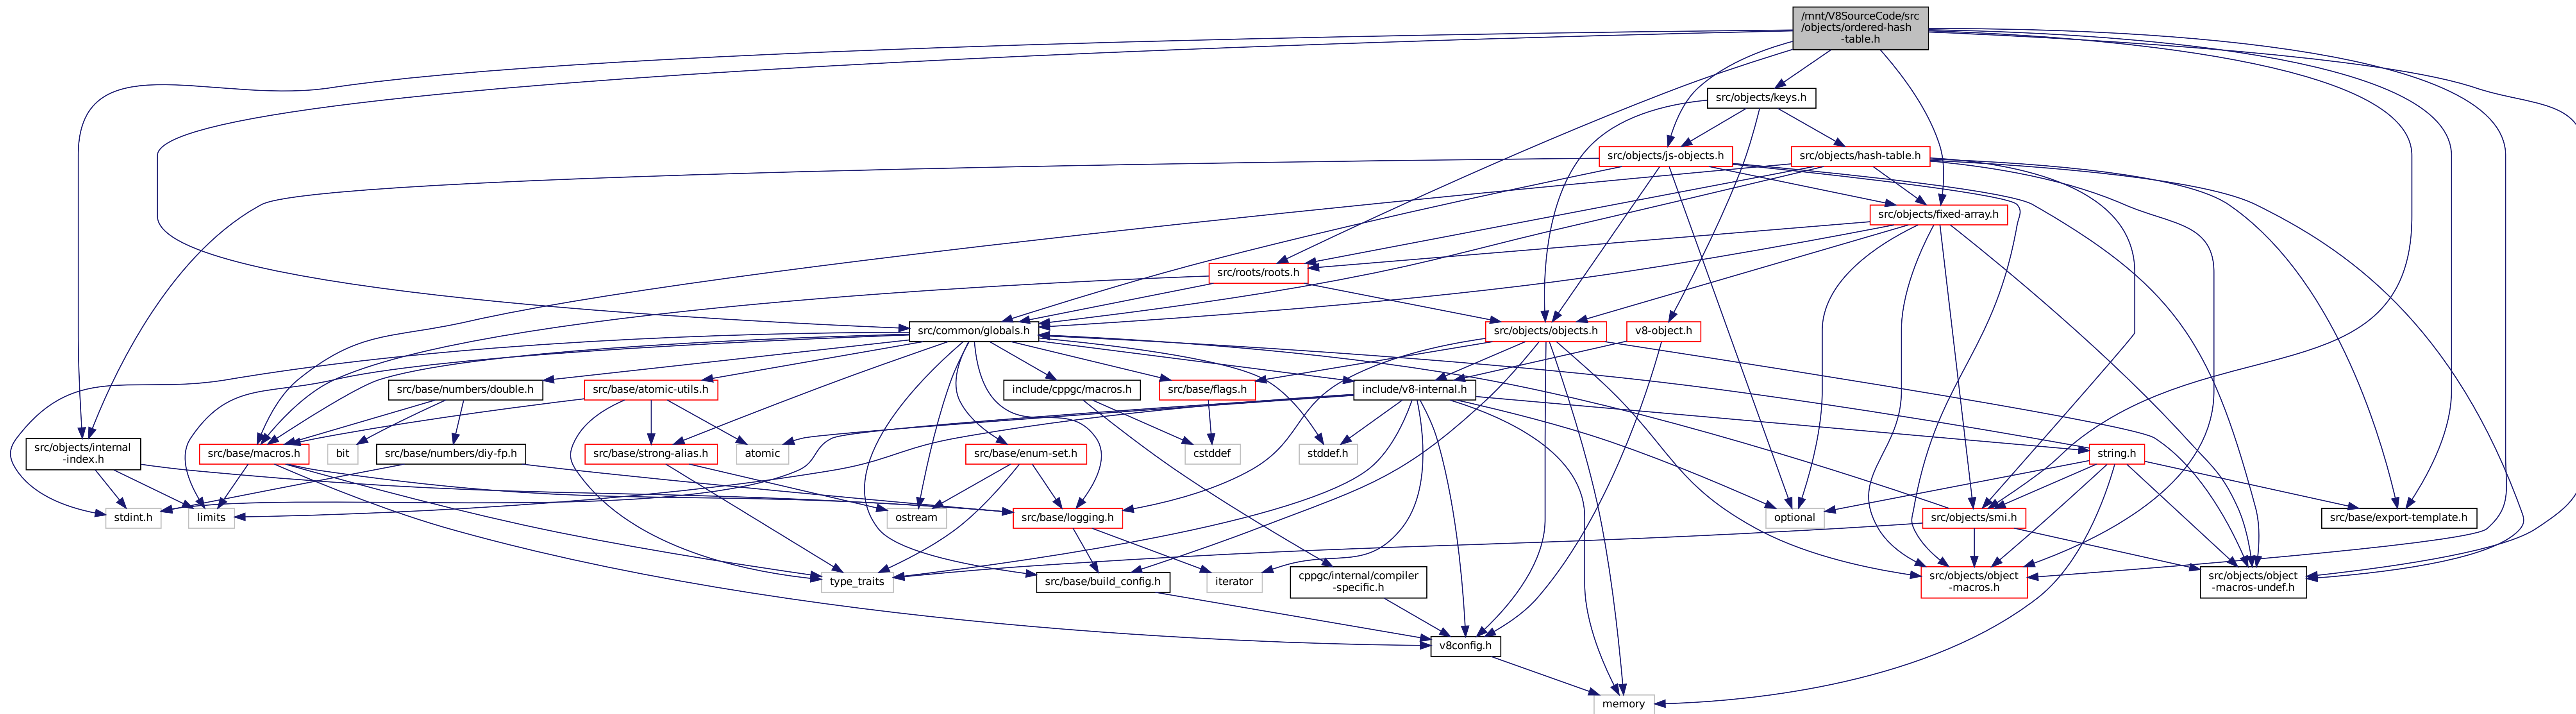 /mnt/V8SourceCode/src
/objects/ordered-hash
-table.h
src/objects/keys.h
src/objects/js-objects.h
src/objects/hash-table.h
src/objects/fixed-array.h
src/roots/roots.h
src/common/globals.h
src/objects/objects.h
v8-object.h
src/base/numbers/double.h
src/base/atomic-utils.h
include/cppgc/macros.h
src/base/flags.h
include/v8-internal.h
src/objects/internal
-index.h
src/base/macros.h
bit
src/base/numbers/diy-fp.h
src/base/strong-alias.h
atomic
src/base/enum-set.h
cstddef
stddef.h
string.h
stdint.h
limits
ostream
src/base/logging.h
optional
src/objects/smi.h
src/base/export-template.h
type_traits
src/base/build_config.h
iterator
cppgc/internal/compiler
-specific.h
src/objects/object
-macros.h
src/objects/object
-macros-undef.h
v8config.h
memory